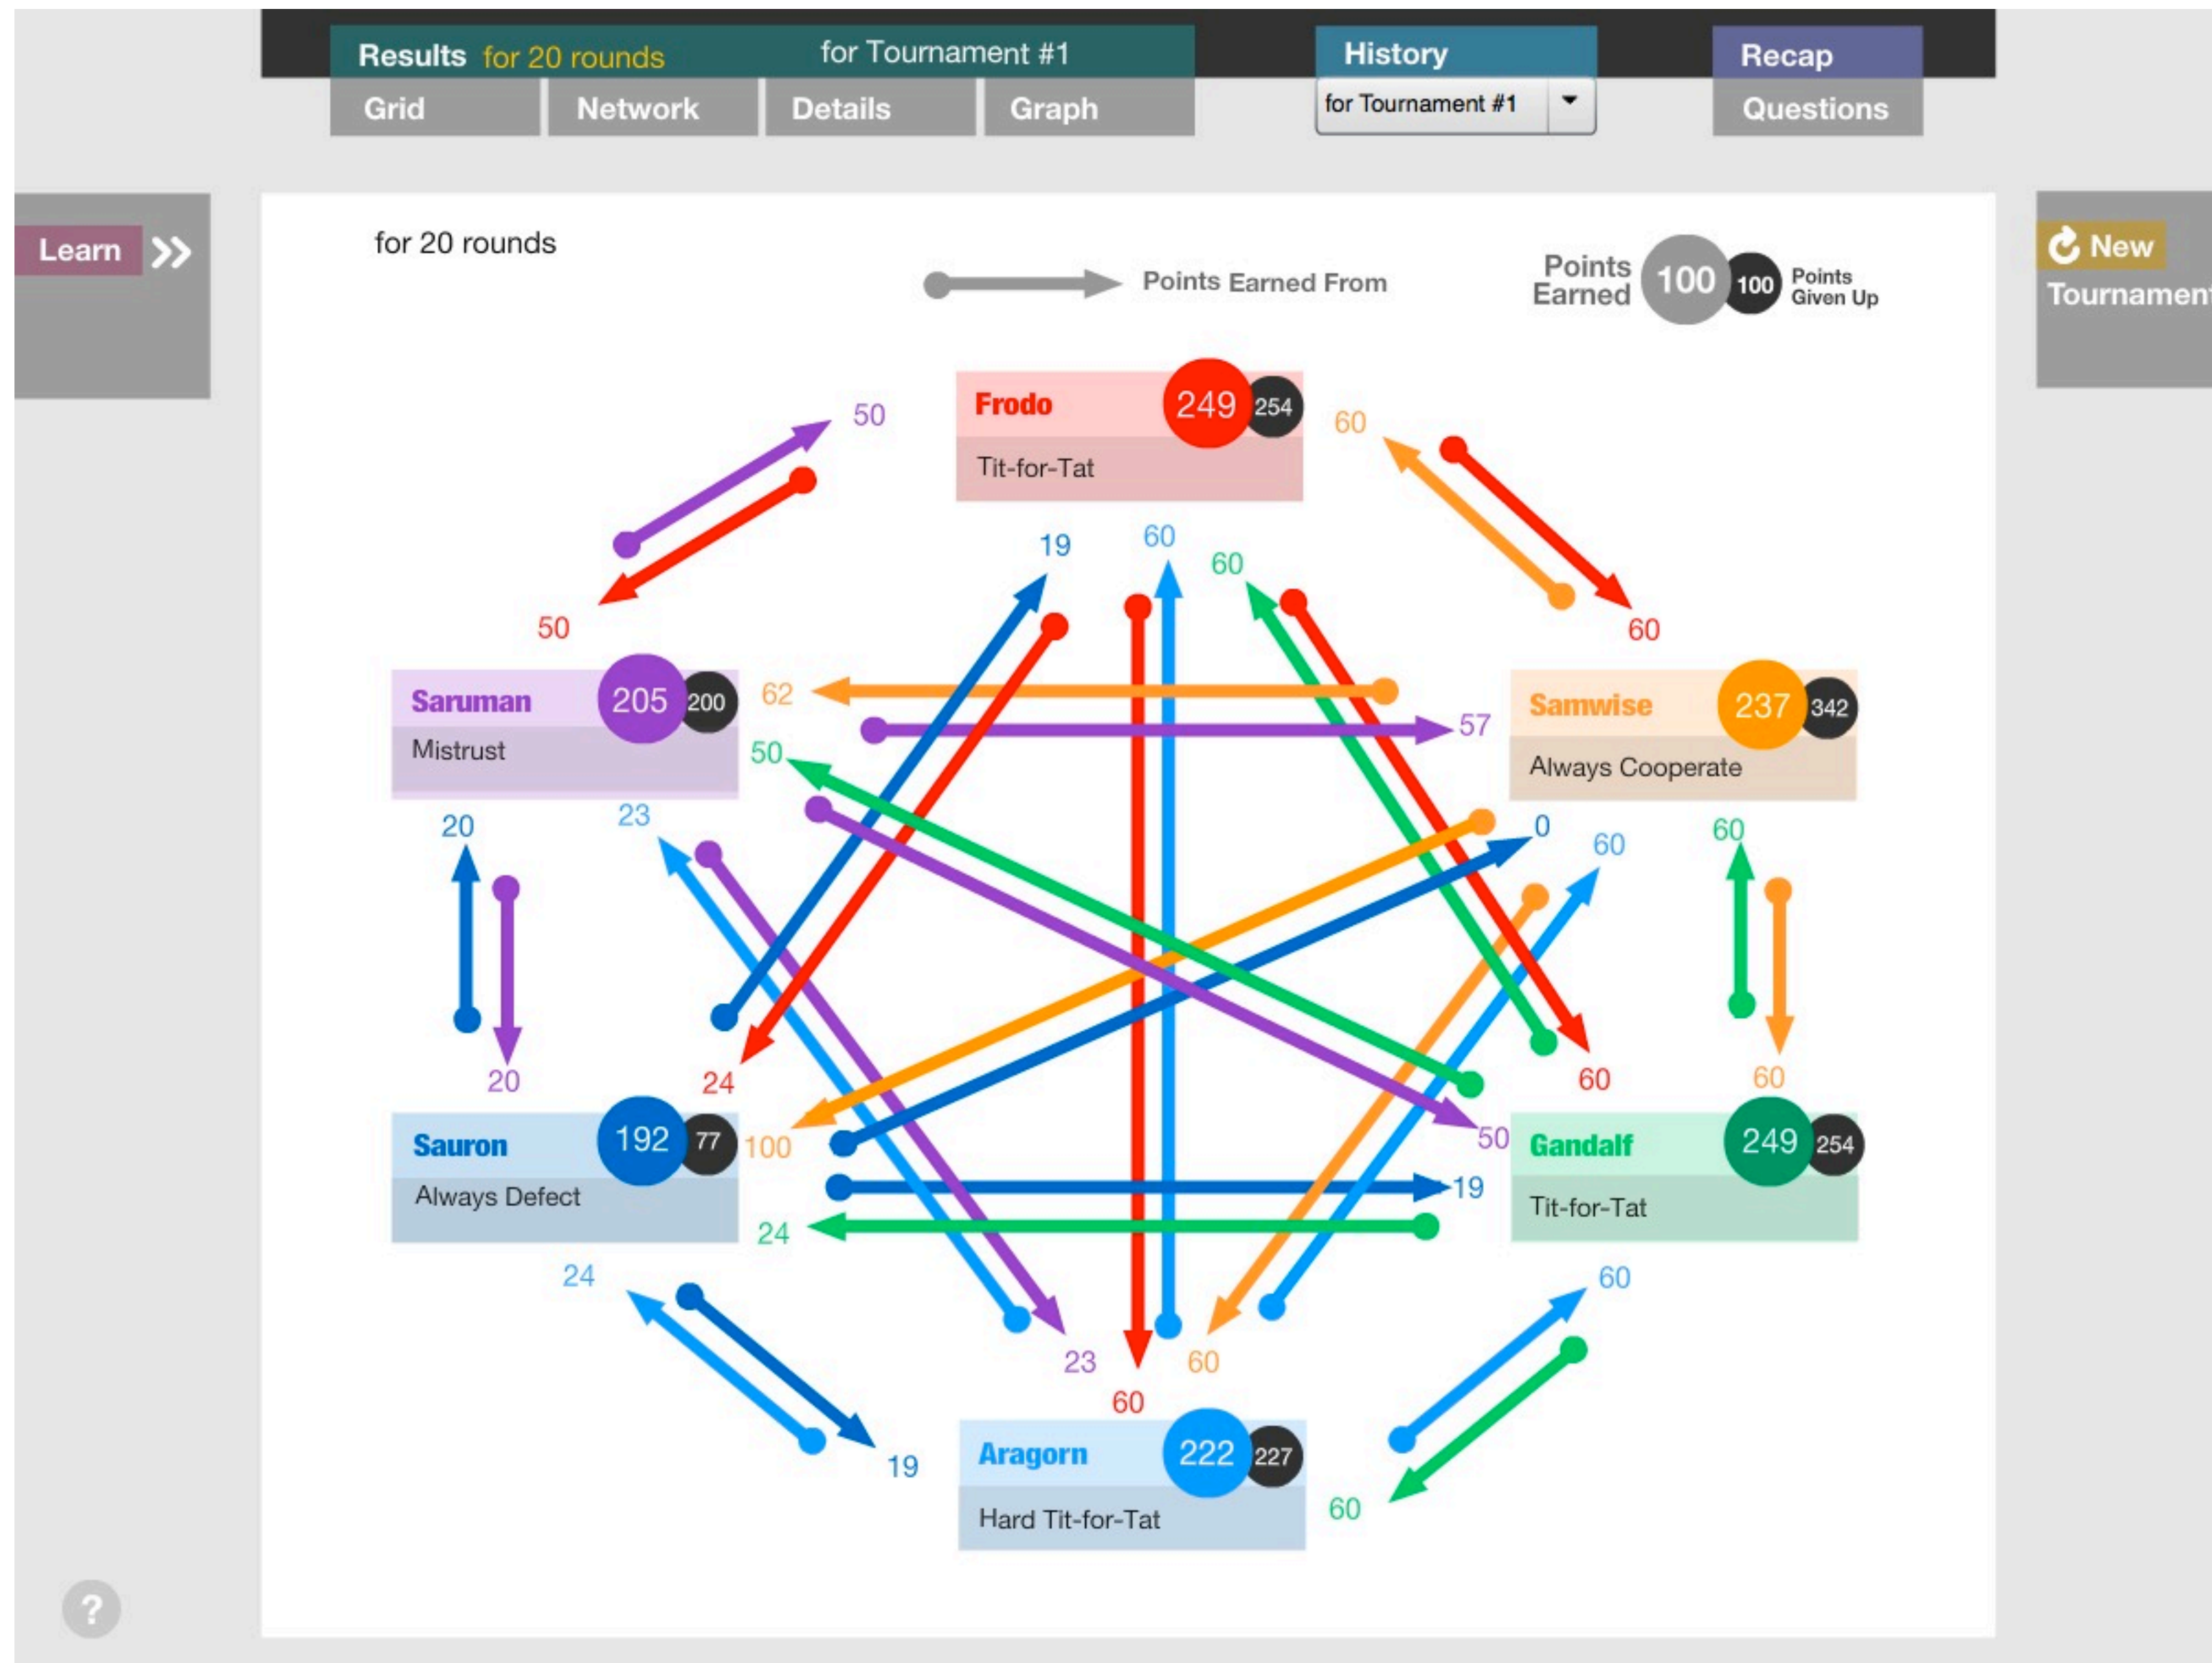 Results for 20 rounds for Tournament #1
History
Recap
Grid
Network
Details
Graph
for Tournament #1
Questions
Learn
New
Tournament
for 20 rounds
Points Earned From
Points
Earned
100
100
Points
Given Up
50
Frodo
249
254
60
Tit-for-Tat
19
60
60
50
60
Saruman
205
200
62
Samwise
237
342
57
Mistrust
50
Always Cooperate
20
23
0
60
60
20
24
60
60
Sauron
192
77
100
50
Gandalf
249
254
Always Defect
19
Tit-for-Tat
24
24
60
23
60
60
19
Aragorn
222
227
60
Hard Tit-for-Tat
?